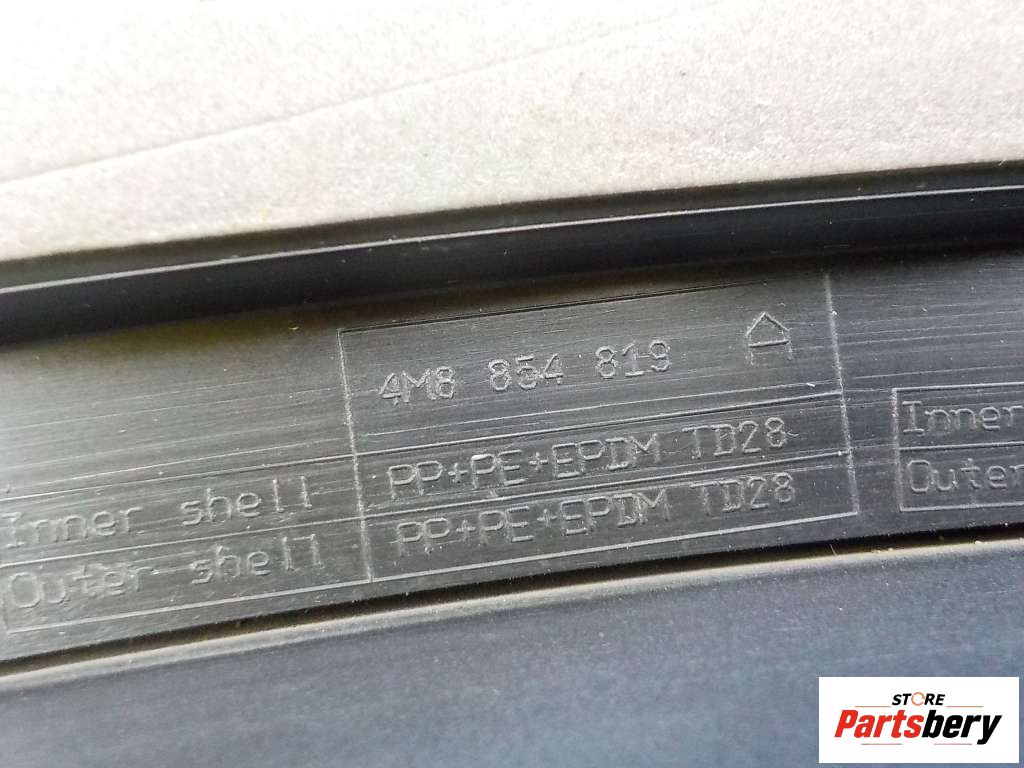 4M8 854 819 A
Inner shell PP+PE+EPDM TD28
Outer shell PP+PE+EPDM TD28
Inner
Outer
STORE
Partsbery